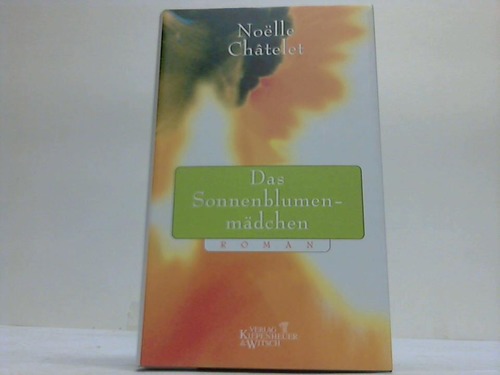 Noëlle
Châtelet
Das
Sonnenblumen-
mädchen
ROMAN
VERLAG
KIEPENHEUER
& WITSCH